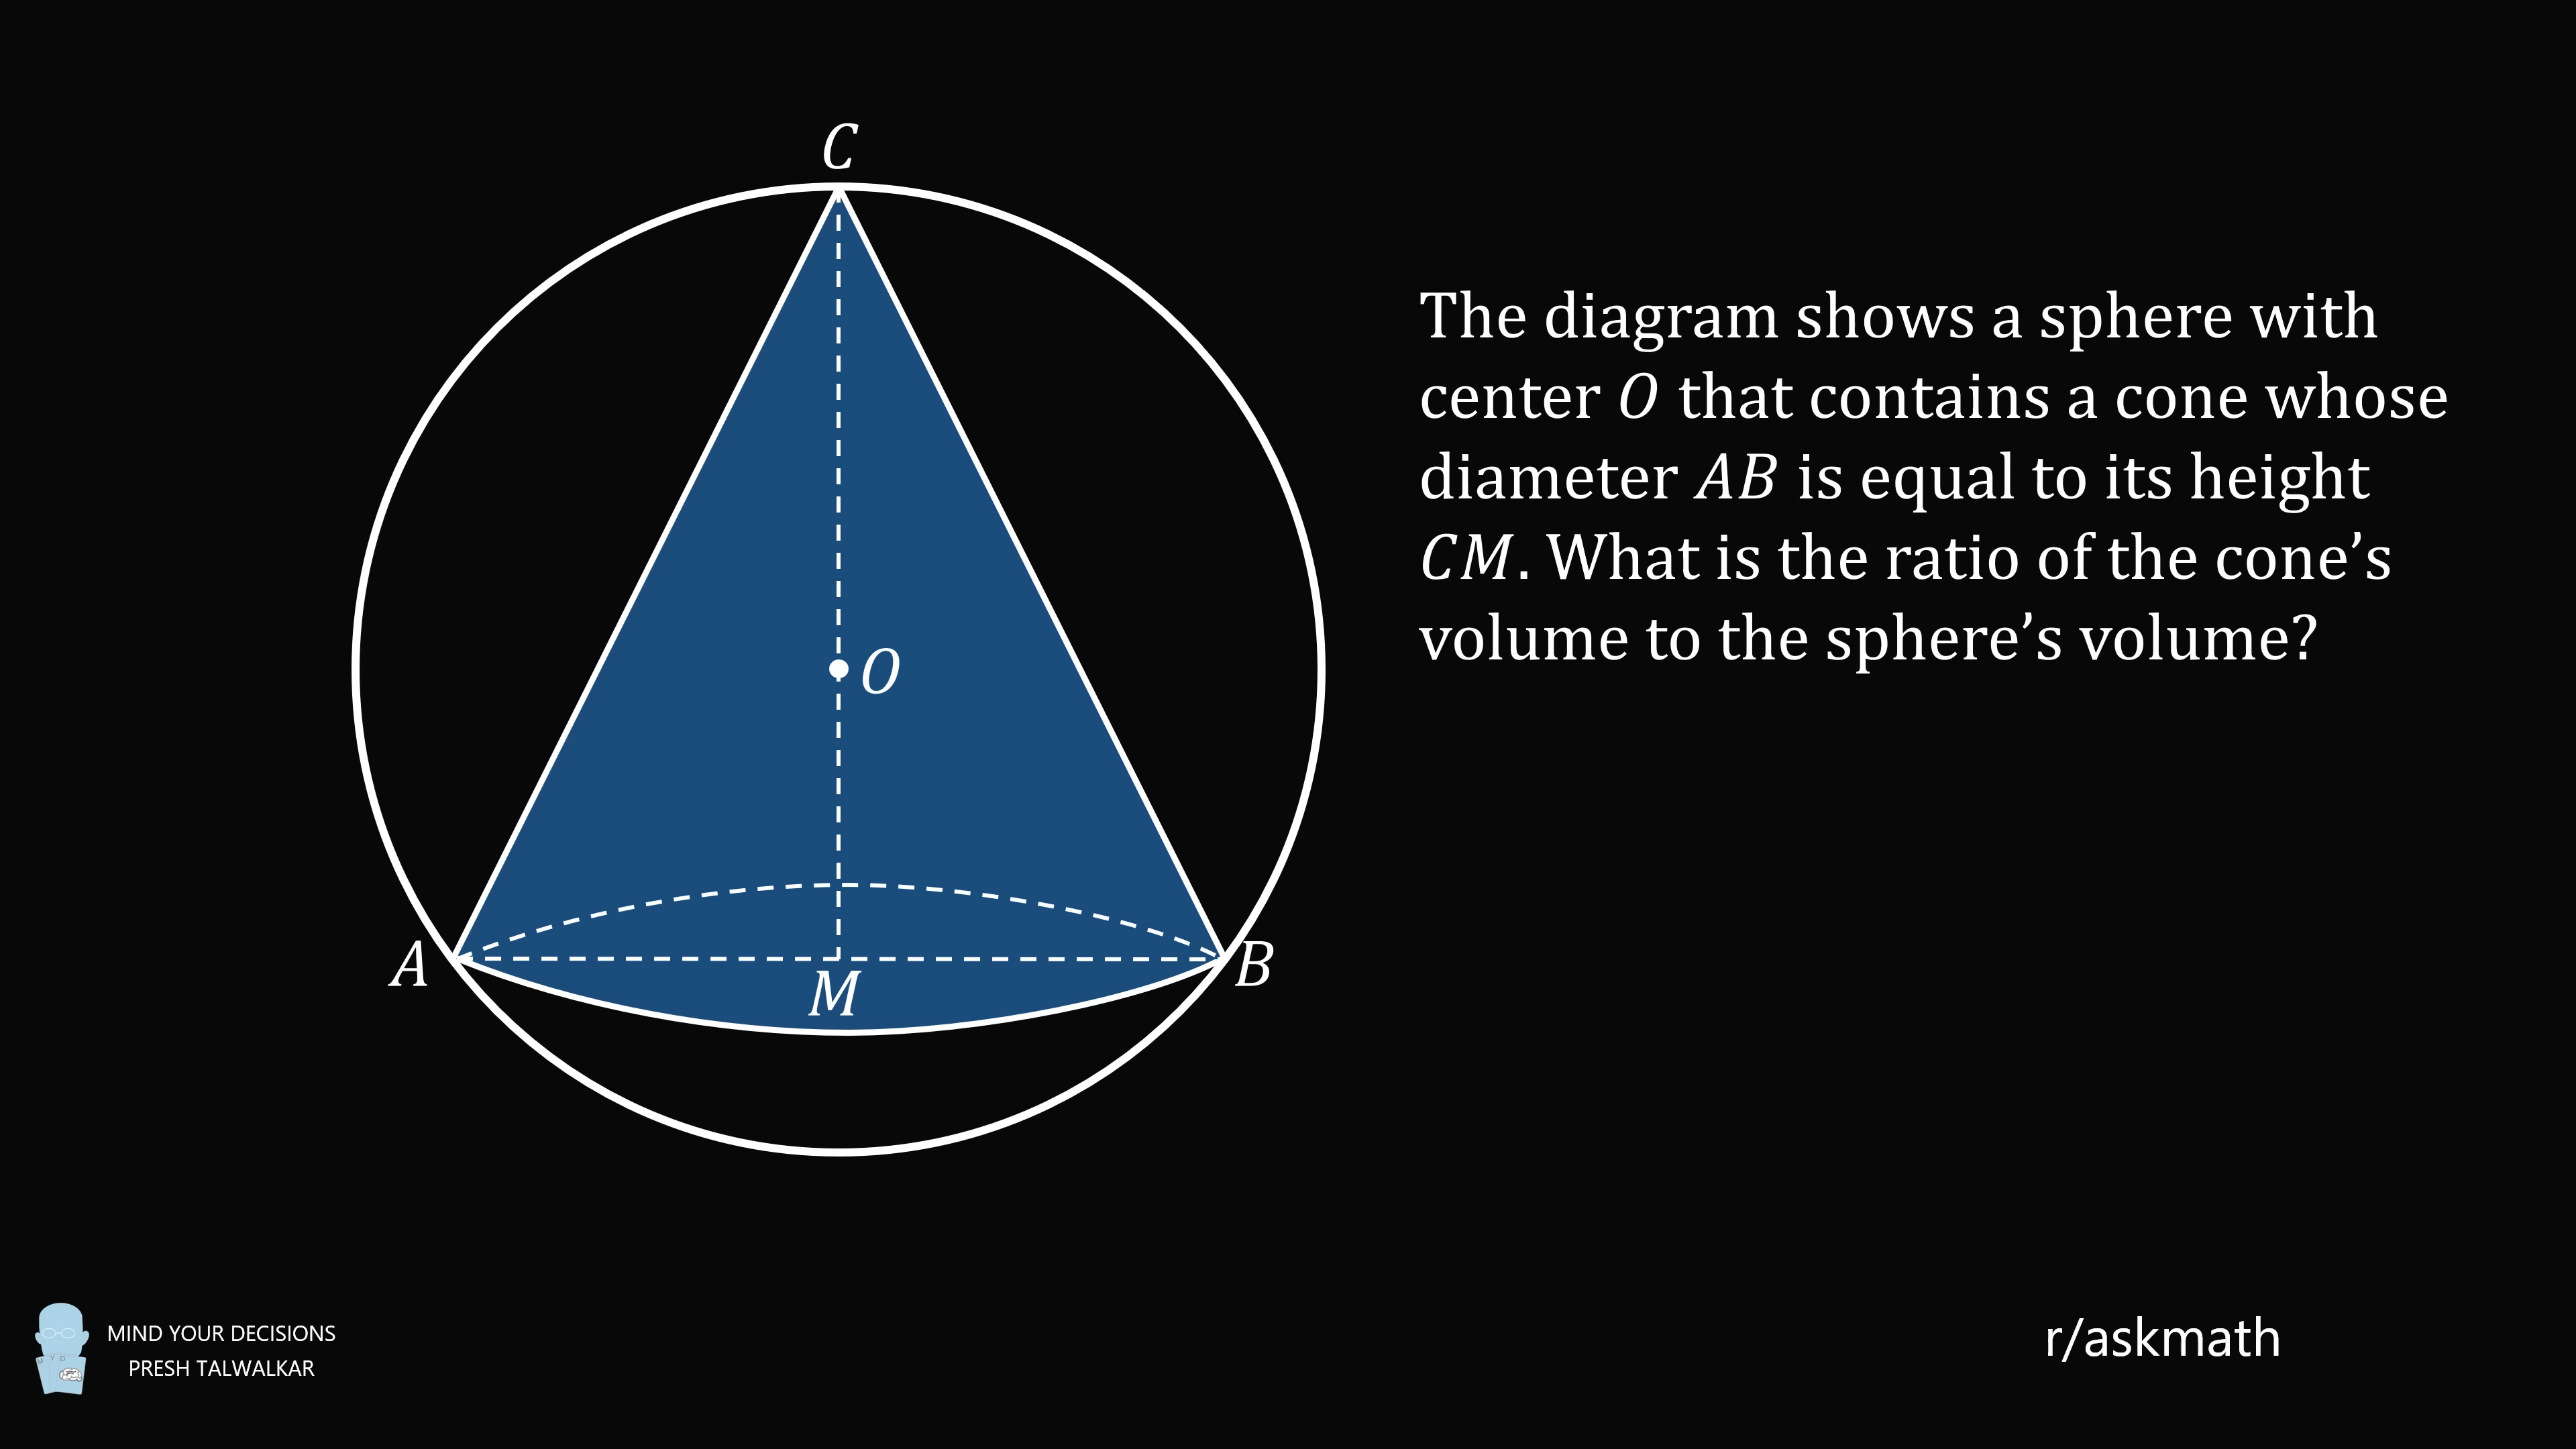 C
O
A
M
B
The diagram shows a sphere with
center O that contains a cone whose
diameter AB is equal to its height
CM. What is the ratio of the cone’s
volume to the sphere’s volume?
M Y D
MIND YOUR DECISIONS
PRESH TALWALKAR
r/askmath